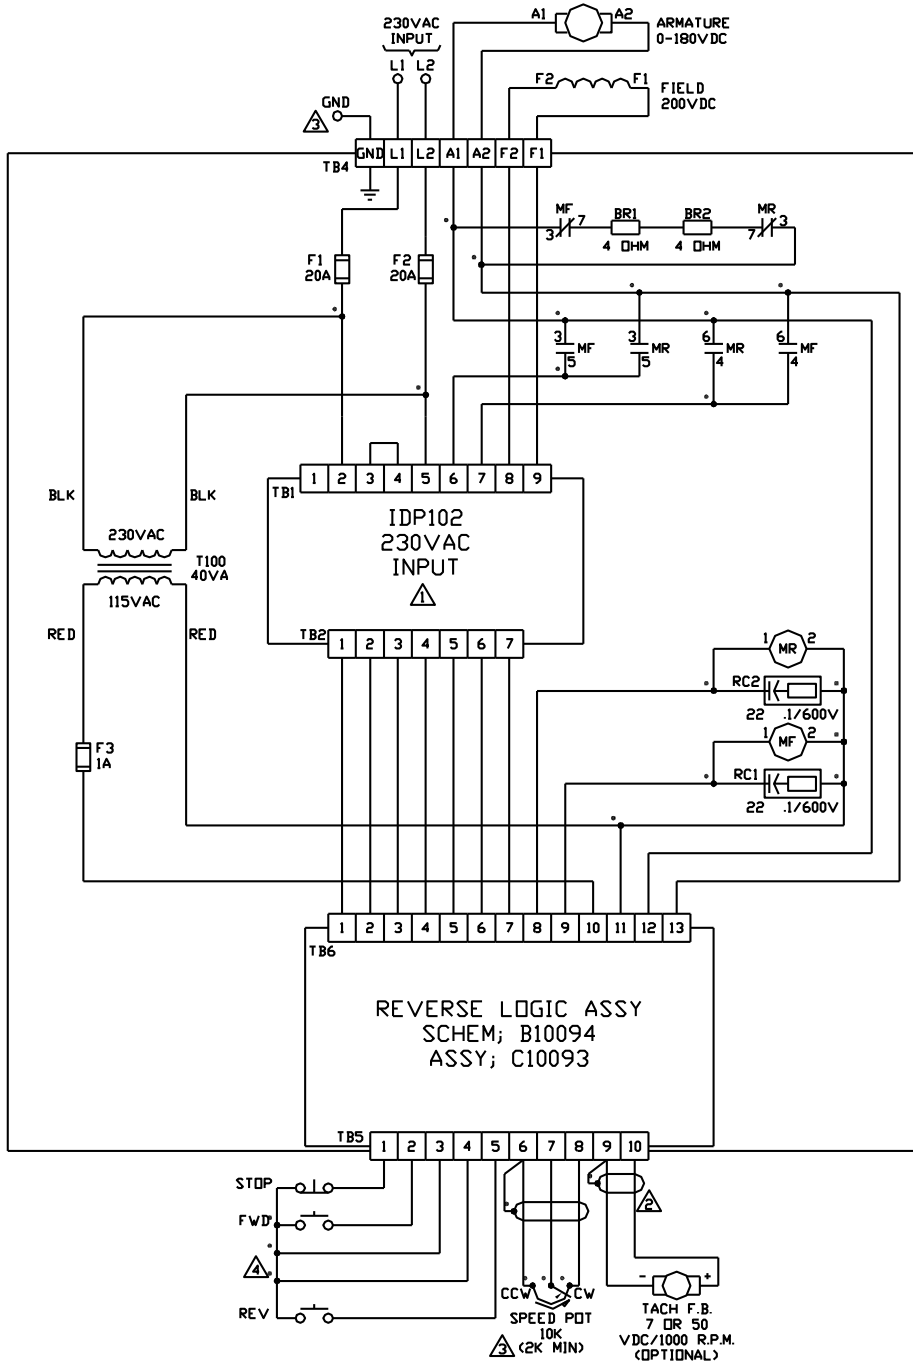 230VAC
INPUT
L1 L2
A1 A2
ARMATURE
0-180VDC
F2 F1
FIELD
200VDC
GND
3
TB4
GND L1 L2 A1 A2 F2 F1
MF
3 7
BR1
4 OHM
BR2
4 OHM
MR
7 3
F1
20A
F2
20A
3 MF 5
3 MR 5
6 MR 4
6 MF 4
TB1
1 2 3 4 5 6 7 8 9
BLK
BLK
IDP102
230VAC
INPUT
1
230VAC
T100
40VA
115VAC
RED
RED
TB2
1 2 3 4 5 6 7
1 MR 2
RC2
22 .1/600V
1 MF 2
RC1
22 .1/600V
F3
1A
1 2 3 4 5 6 7 8 9 10 11 12 13
TB6
REVERSE LOGIC ASSY
SCHEM; B10094
ASSY; C10093
TB5
1 2 3 4 5 6 7 8 9 10
STOP
FWD
2
4
REV
CCW CW
SPEED POT
10K
3 (2K MIN)
- +
TACH F.B.
7 OR 50
VDC/1000 R.P.M.
(OPTIONAL)